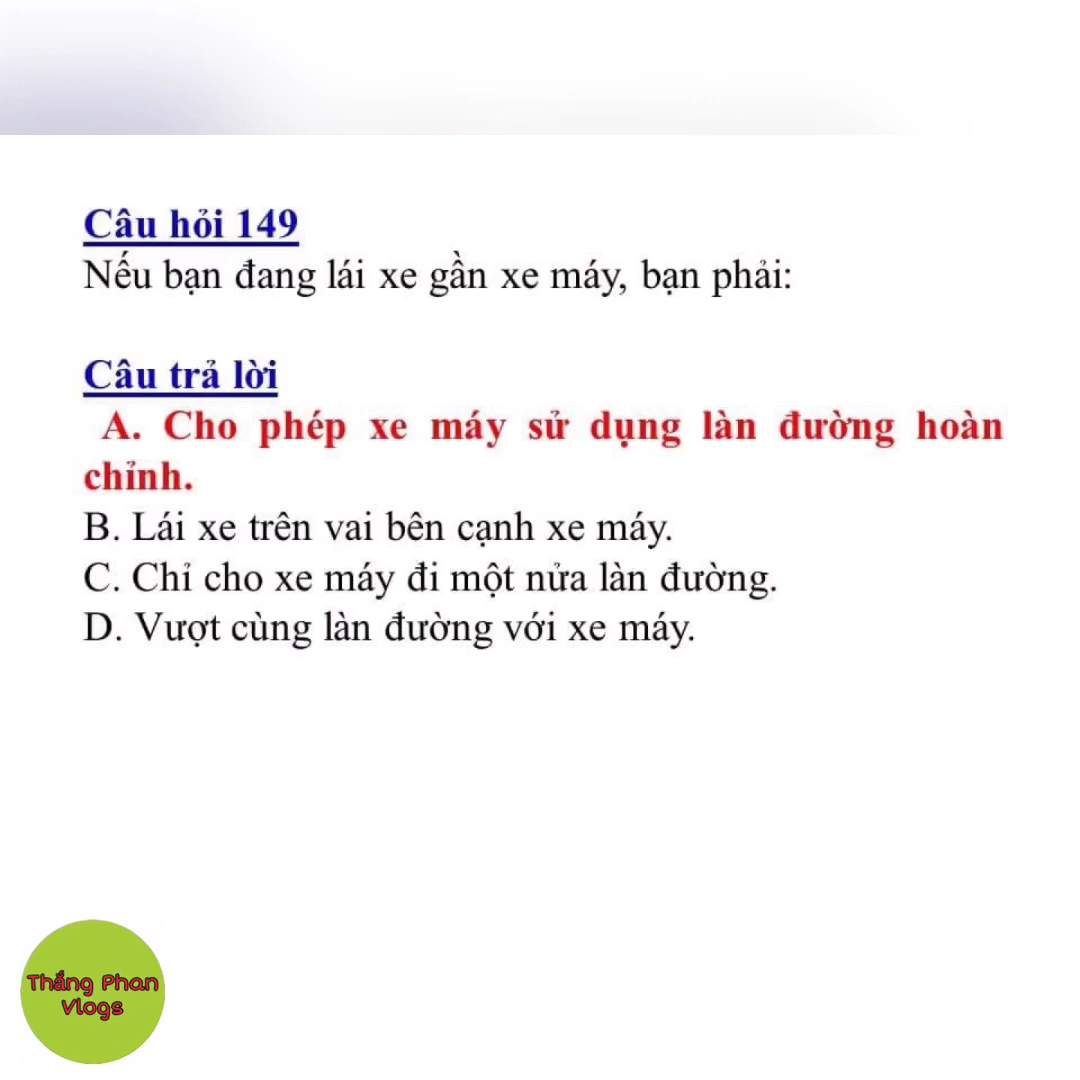 Câu hỏi 149
Nếu bạn đang lái xe gần xe máy, bạn phải:
Câu trả lời
A. Cho phép xe máy sử dụng làn đường hoàn
chỉnh.
B. Lái xe trên vai bên cạnh xe máy.
C. Chỉ cho xe máy đi một nửa làn đường.
D. Vượt cùng làn đường với xe máy.
Thắng Phan
Vlogs